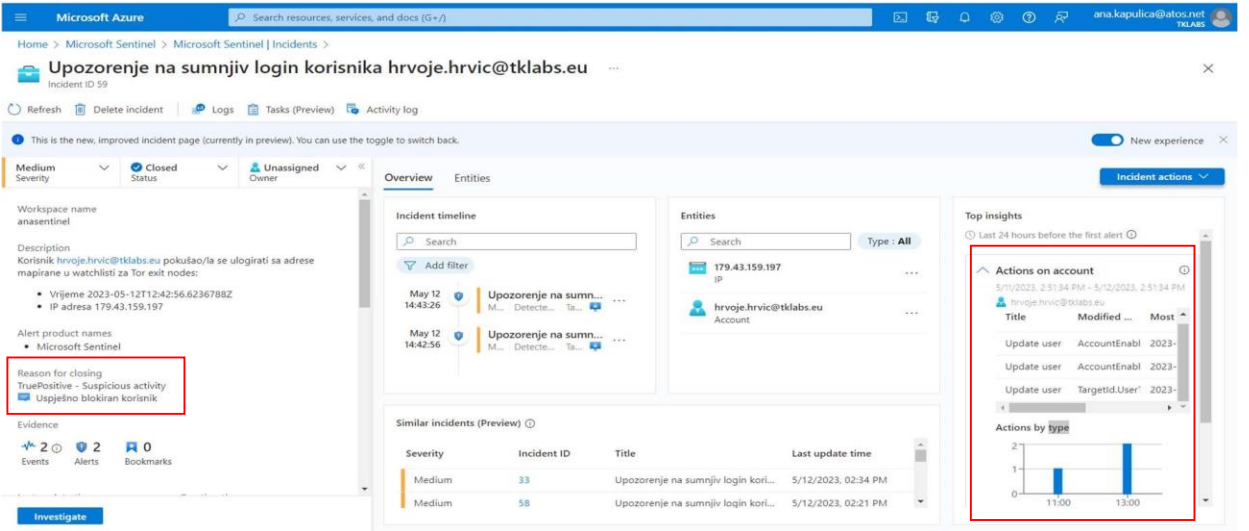 Microsoft Azure
Search resources, services, and docs (G+/)
ana.kapulica@atos.net
TKLABS
Home > Microsoft Sentinel > Microsoft Sentinel | Incidents >
Upozorenje na sumnjiv login korisnika hrvoje.hrvic@tklabs.eu ...
Incident ID 59
Refresh Delete incident Logs Tasks (Preview) Activity log
This is the new, improved incident page (currently in preview). You can use the toggle to switch back.
New experience
Medium
Severity
Closed
Status
Unassigned
Owner
Workspace name
anasentinel
Description
Korisnik hrvoje.hrvic@tklabs.eu pokušao/la se ulogirati sa adrese
mapirane u watchlisti za Tor exit nodes:
• Vrijeme 2023-05-12T12:42:56.6236788Z
• IP adresa 179.43.159.197
Alert product names
• Microsoft Sentinel
Reason for closing
TruePositive - Suspicious activity
Uspješno blokiran korisnik
Evidence
2 2 0
Events Alerts Bookmarks
Investigate
Overview Entities
Incident actions
Incident timeline
Search
Add filter
May 12
14:43:26
Upozorenje na sumn... ...
M... Detecte... Ta...
May 12
14:42:56
Upozorenje na sumn... ...
M... Detecte... Ta...
Entities
Search
Type : All
179.43.159.197 ...
IP
hrvoje.hrvic@tklabs.eu ...
Account
Similar incidents (Preview)
Severity Incident ID Title Last update time
Medium 33 Upozorenje na sumnjiv login kori... 5/12/2023, 02:34 PM
Medium 58 Upozorenje na sumnjiv login kori... 5/12/2023, 02:21 PM
Top insights
Last 24 hours before the first alert
Actions on account
5/11/2023, 2:51:34 PM - 5/12/2023, 2:51:34 PM
hrvoje.hrvic@tklabs.eu
Title Modified ... Most
Update user AccountEnabl 2023-
Update user AccountEnabl 2023-
Update user TargetId.User' 2023-
Actions by type
2
1
0
11:00 13:00